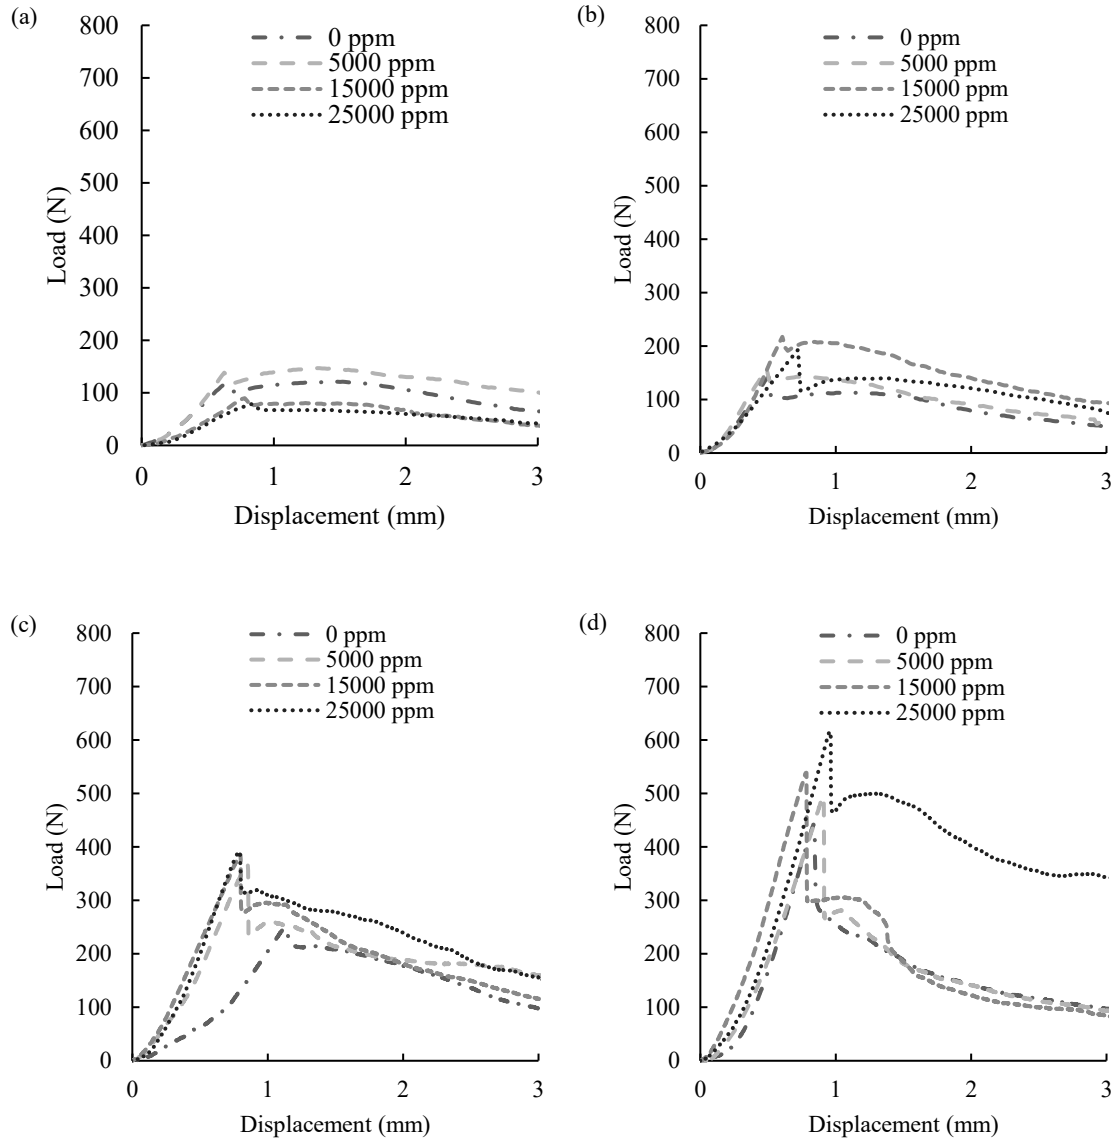 (a)
800
700
600
500
400
300
200
100
0
Load (N)
0 ppm
5000 ppm
15000 ppm
25000 ppm
0 1 2 3
Displacement (mm)
(b)
800
700
600
500
400
300
200
100
0
Load (N)
0 ppm
5000 ppm
15000 ppm
25000 ppm
0 1 2 3
Displacement (mm)
(c)
800
700
600
500
400
300
200
100
0
Load (N)
0 ppm
5000 ppm
15000 ppm
25000 ppm
0 1 2 3
Displacement (mm)
(d)
800
700
600
500
400
300
200
100
0
Load (N)
0 ppm
5000 ppm
15000 ppm
25000 ppm
0 1 2 3
Displacement (mm)